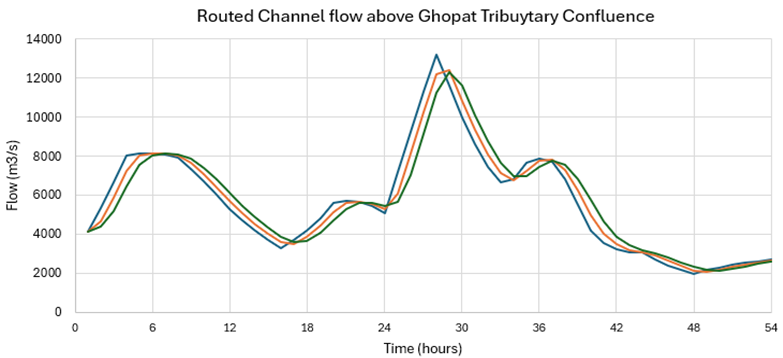 Routed Channel flow above Ghopat Tribuytary Confluence
14000
12000
10000
8000
6000
4000
2000
0
Flow (m3/s)
0 6 12 18 24 30 36 42 48 54
Time (hours)